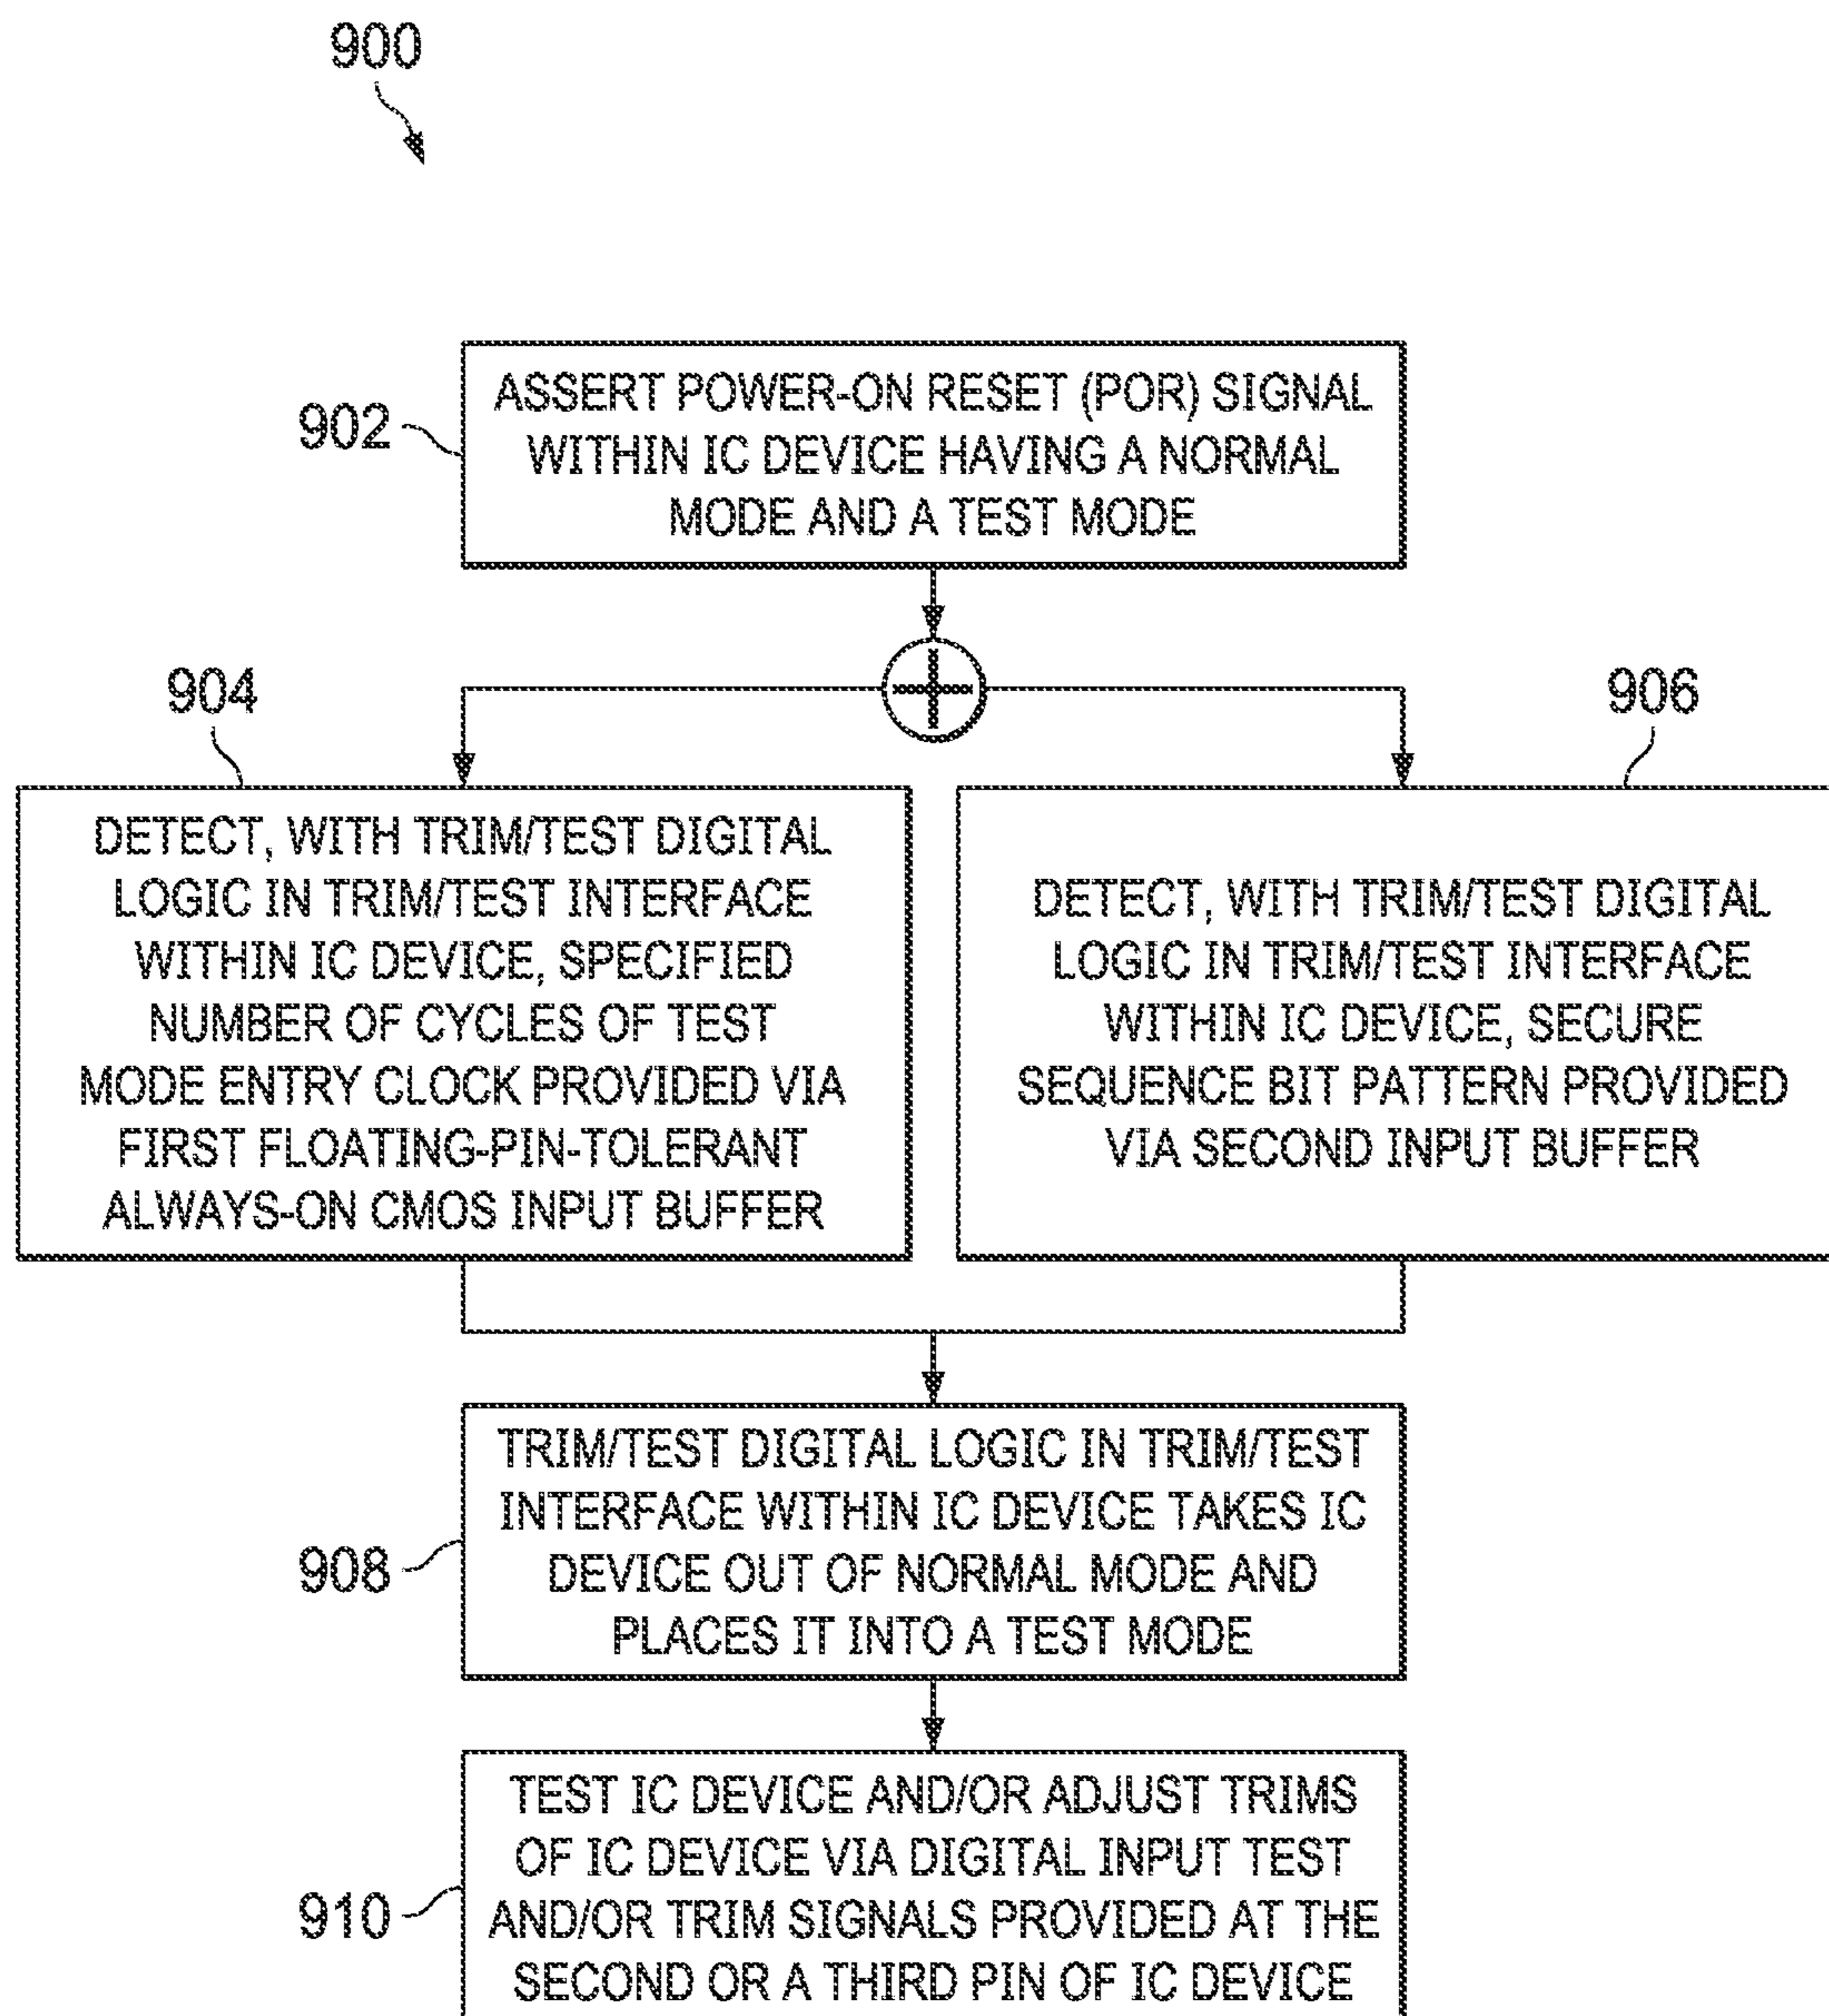 900
902
ASSERT POWER-ON RESET (POR) SIGNAL
WITHIN IC DEVICE HAVING A NORMAL
MODE AND A TEST MODE
904
DETECT, WITH TRIM/TEST DIGITAL
LOGIC IN TRIM/TEST INTERFACE
WITHIN IC DEVICE, SPECIFIED
NUMBER OF CYCLES OF TEST
MODE ENTRY CLOCK PROVIDED VIA
FIRST FLOATING-PIN-TOLERANT
ALWAYS-ON CMOS INPUT BUFFER
906
DETECT, WITH TRIM/TEST DIGITAL
LOGIC IN TRIM/TEST INTERFACE
WITHIN IC DEVICE, SECURE
SEQUENCE BIT PATTERN PROVIDED
VIA SECOND INPUT BUFFER
908
TRIM/TEST DIGITAL LOGIC IN TRIM/TEST
INTERFACE WITHIN IC DEVICE TAKES IC
DEVICE OUT OF NORMAL MODE AND
PLACES IT INTO A TEST MODE
910
TEST IC DEVICE AND/OR ADJUST TRIMS
OF IC DEVICE VIA DIGITAL INPUT TEST
AND/OR TRIM SIGNALS PROVIDED AT THE
SECOND OR A THIRD PIN OF IC DEVICE